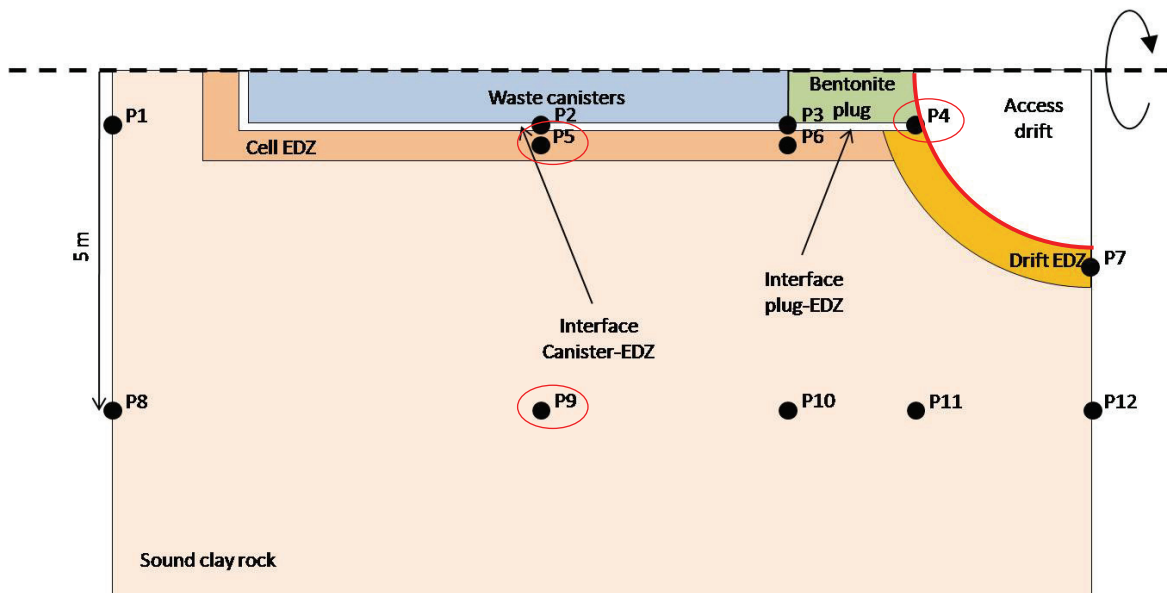 Waste canisters
Bentonite
plug
Access
drift
P1
P2
P3
P4
P5
P6
Cell EDZ
5 m
Drift EDZ
P7
Interface
plug-EDZ
Interface
Canister-EDZ
P8
P9
P10
P11
P12
Sound clay rock